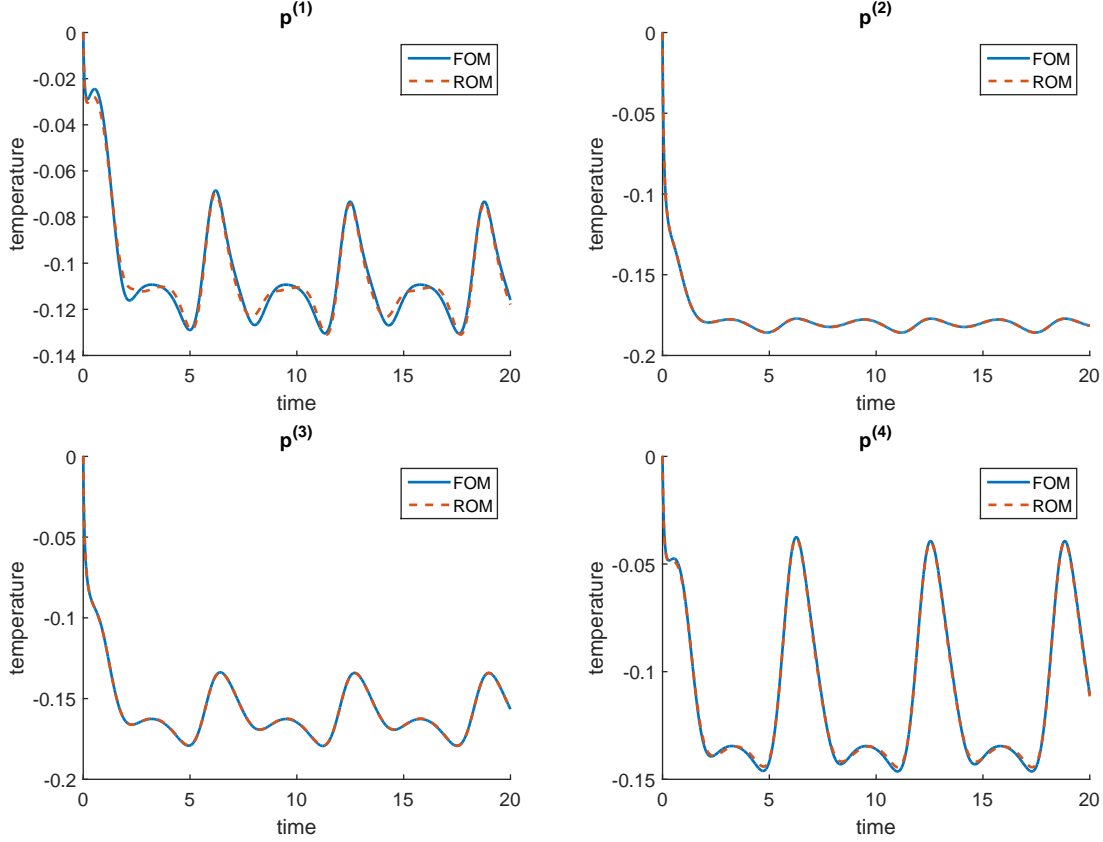 p(1)
0
-0.02
-0.04
-0.06
-0.08
-0.1
-0.12
-0.14
temperature
FOM
ROM
0
5
10
15
20
time
p(2)
0
-0.05
-0.1
-0.15
-0.2
temperature
FOM
ROM
0
5
10
15
20
time
p(3)
0
-0.05
-0.1
-0.15
-0.2
temperature
FOM
ROM
0
5
10
15
20
time
p(4)
0
-0.05
-0.1
-0.15
temperature
FOM
ROM
0
5
10
15
20
time